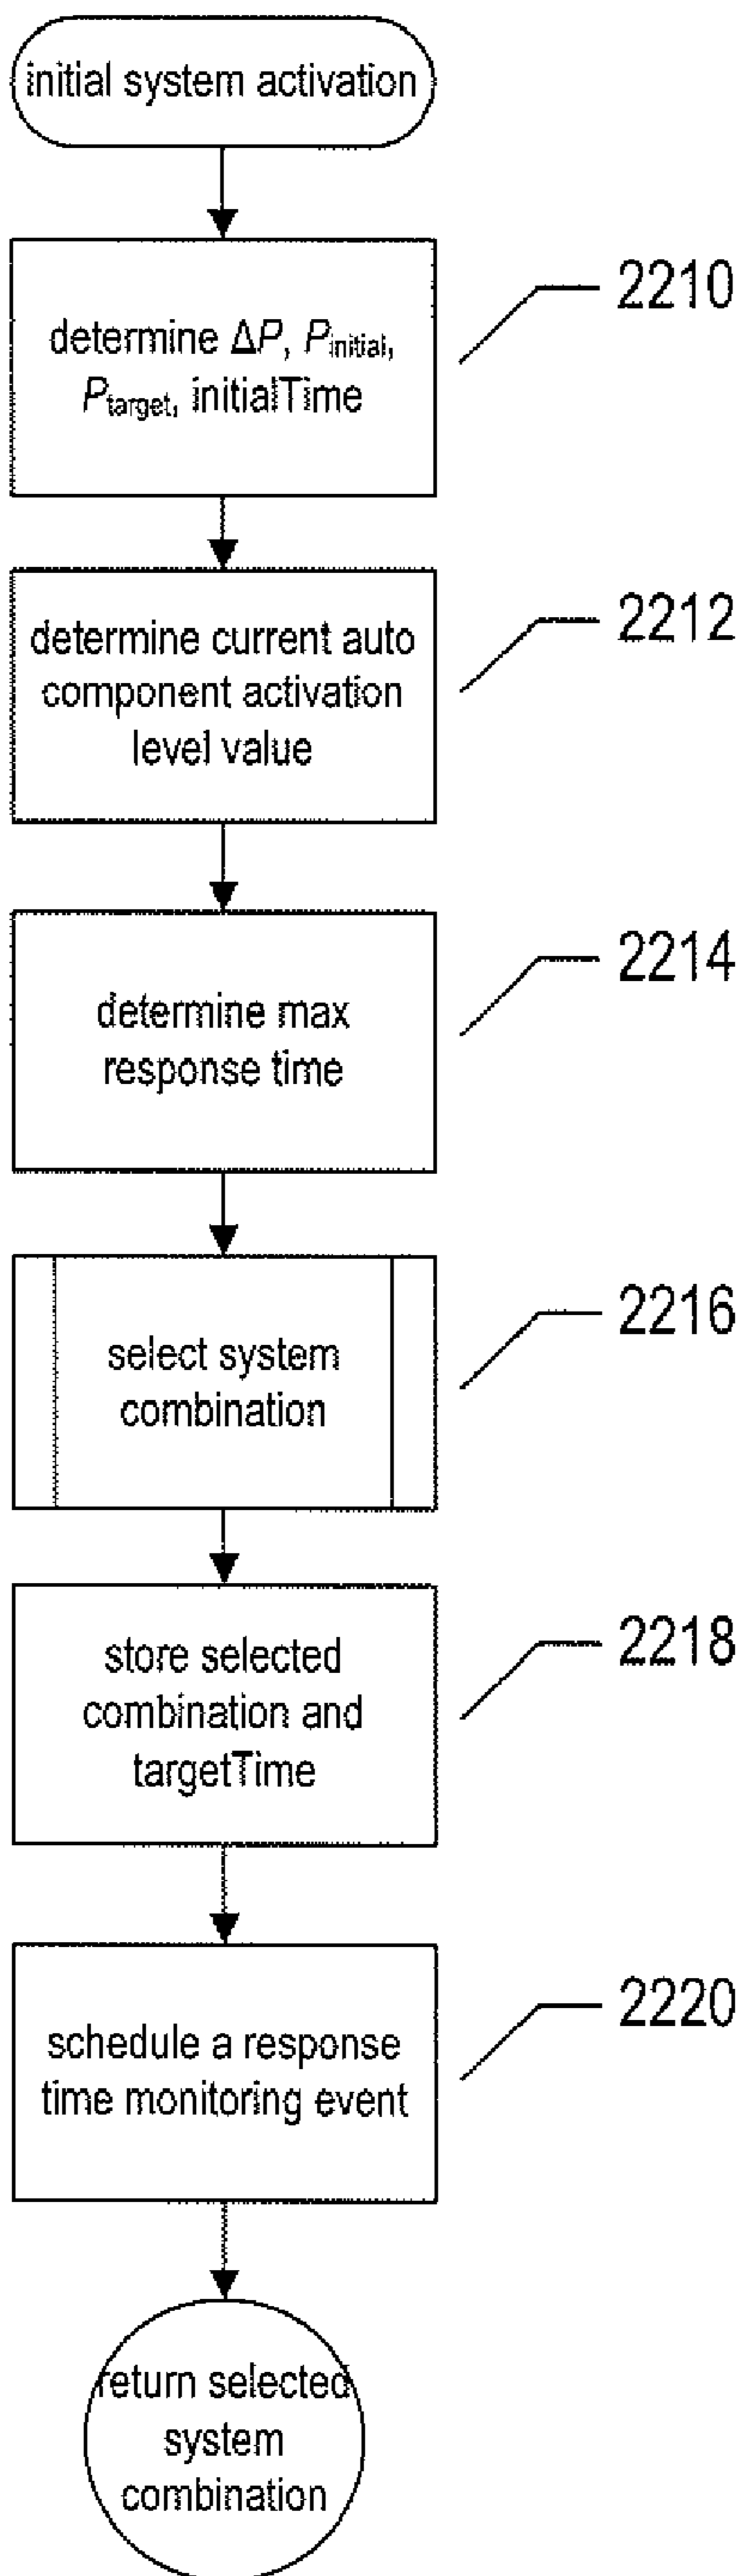 initial system activation
determine ΔP, Pinitial,
Ptarget, initialTime
2210
determine current auto
component activation
level value
2212
determine max
response time
2214
select system
combination
2216
store selected
combination and
targetTime
2218
schedule a response
time monitoring event
2220
return selected
system
combination